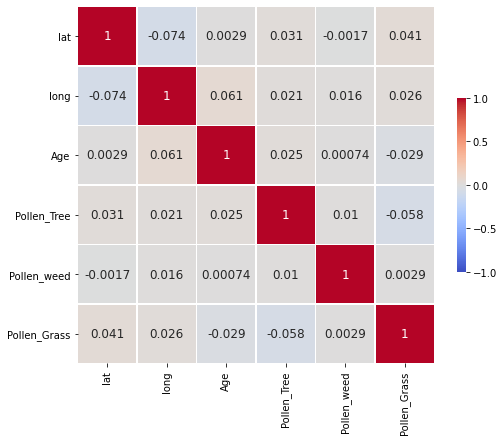 lat 1 -0.074 0.0029 0.031 -0.0017 0.041
long -0.074 1 0.061 0.021 0.016 0.026
Age 0.0029 0.061 1 0.025 0.00074 -0.029
Pollen_Tree 0.031 0.021 0.025 1 0.01 -0.058
Pollen_weed -0.0017 0.016 0.00074 0.01 1 0.0029
Pollen_Grass 0.041 0.026 -0.029 -0.058 0.0029 1
lat long Age Pollen_Tree Pollen_weed Pollen_Grass
1.0
0.5
0.0
−0.5
−1.0